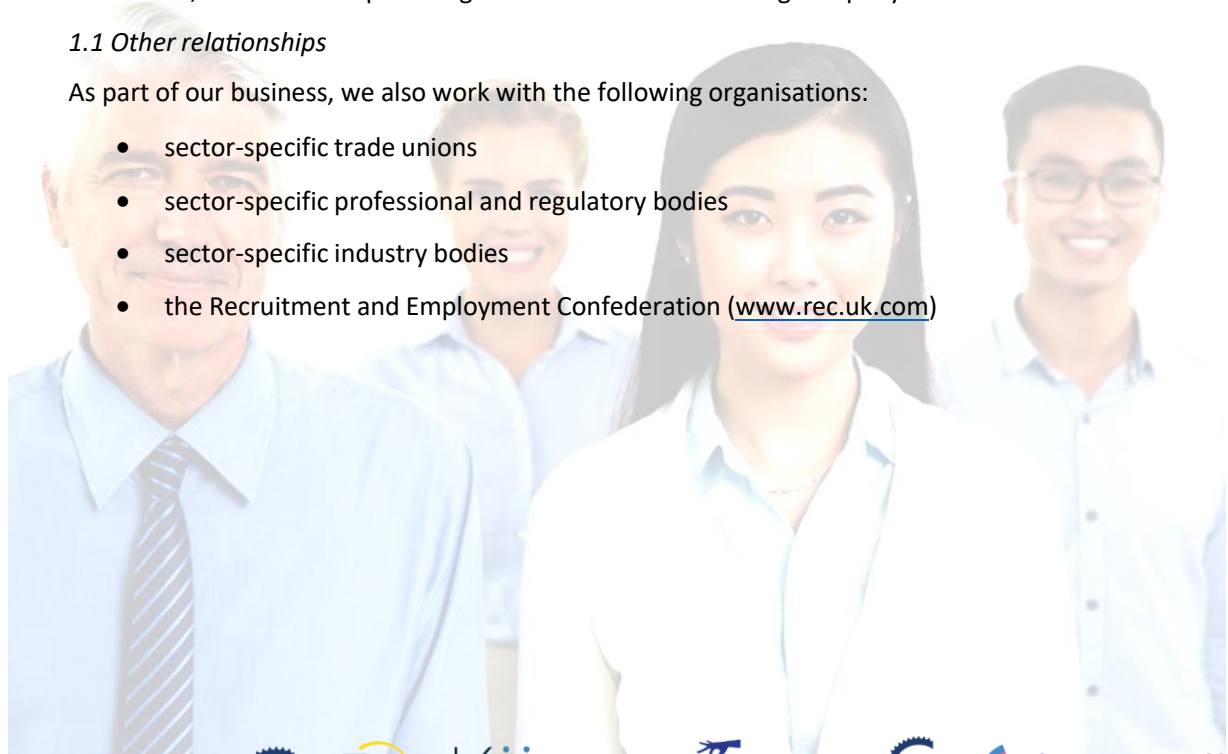 1.1 Other relationships
As part of our business, we also work with the following organisations:
• sector-specific trade unions
• sector-specific professional and regulatory bodies
• sector-specific industry bodies
• the Recruitment and Employment Confederation (www.rec.uk.com)